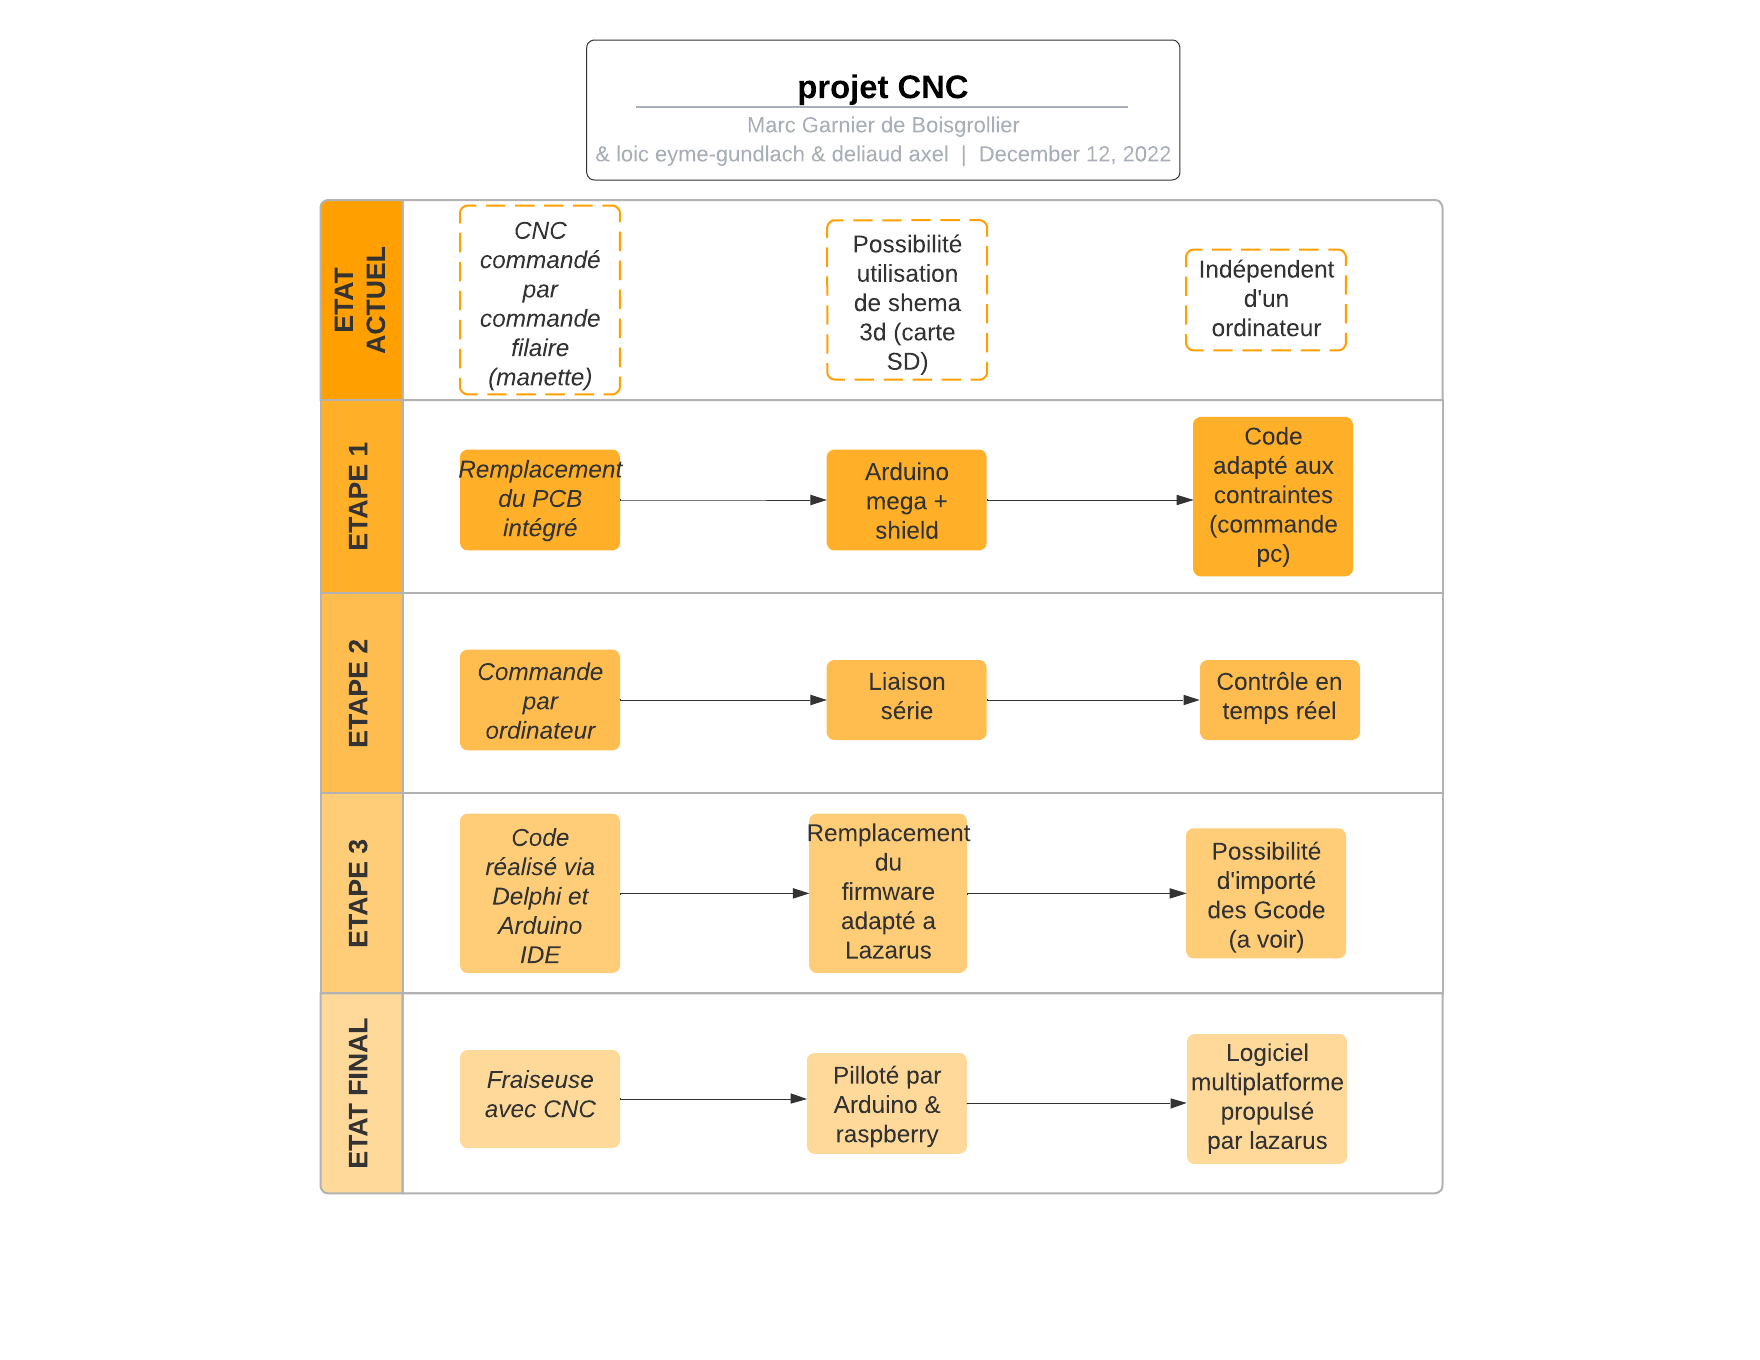 projet CNC
Marc Garnier de Boisgrollier
& loic eyme-gundlach & deliaud axel | December 12, 2022
ETAT
ACTUEL
CNC
commandé
par
commande
filaire
(manette)
Possibilité
utilisation
de shema
3d (carte
SD)
Indépendent
d'un
ordinateur
ETAPE 1
Remplacement
du PCB
intégré
Arduino
mega +
shield
Code
adapté aux
contraintes
(commande
pc)
ETAPE 2
Commande
par
ordinateur
Liaison
série
Contrôle en
temps réel
ETAPE 3
Code
réalisé via
Delphi et
Arduino
IDE
Remplacement
du
firmware
adapté a
Lazarus
Possibilité
d'importé
des Gcode
(a voir)
ETAT FINAL
Fraiseuse
avec CNC
Pilloté par
Arduino &
raspberry
Logiciel
multiplatforme
propulsé
par lazarus